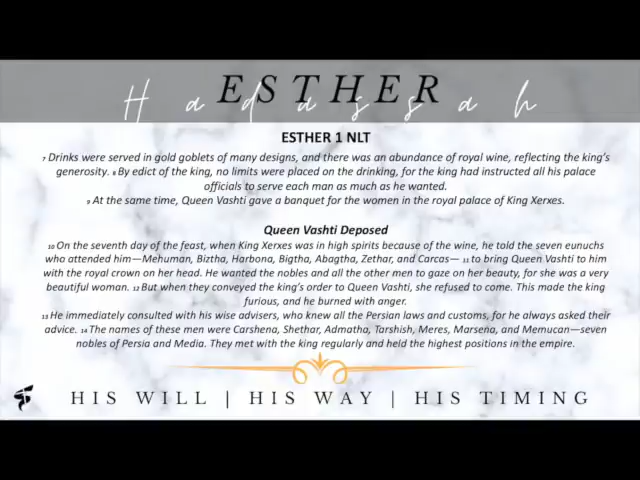 ESTHER
Hadassah
ESTHER 1 NLT
7 Drinks were served in gold goblets of many designs, and there was an abundance of royal wine, reflecting the king's
generosity. 8 By edict of the king, no limits were placed on the drinking, for the king had instructed all his palace
officials to serve each man as much as he wanted.
9 At the same time, Queen Vashti gave a banquet for the women in the royal palace of King Xerxes.
Queen Vashti Deposed
10 On the seventh day of the feast, when King Xerxes was in high spirits because of the wine, he told the seven eunuchs
who attended him—Mehuman, Biztha, Harbona, Bigtha, Abagtha, Zethar, and Carcas— 11 to bring Queen Vashti to him
with the royal crown on her head. He wanted the nobles and all the other men to gaze on her beauty, for she was a very
beautiful woman. 12 But when they conveyed the king's order to Queen Vashti, she refused to come. This made the king
furious, and he burned with anger.
13 He immediately consulted with his wise advisers, who knew all the Persian laws and customs, for he always asked their
advice. 14 The names of these men were Carshena, Shethar, Admatha, Tarshish, Meres, Marsena, and Memucan—seven
nobles of Persia and Media. They met with the king regularly and held the highest positions in the empire.
HIS WILL | HIS WAY | HIS TIMING